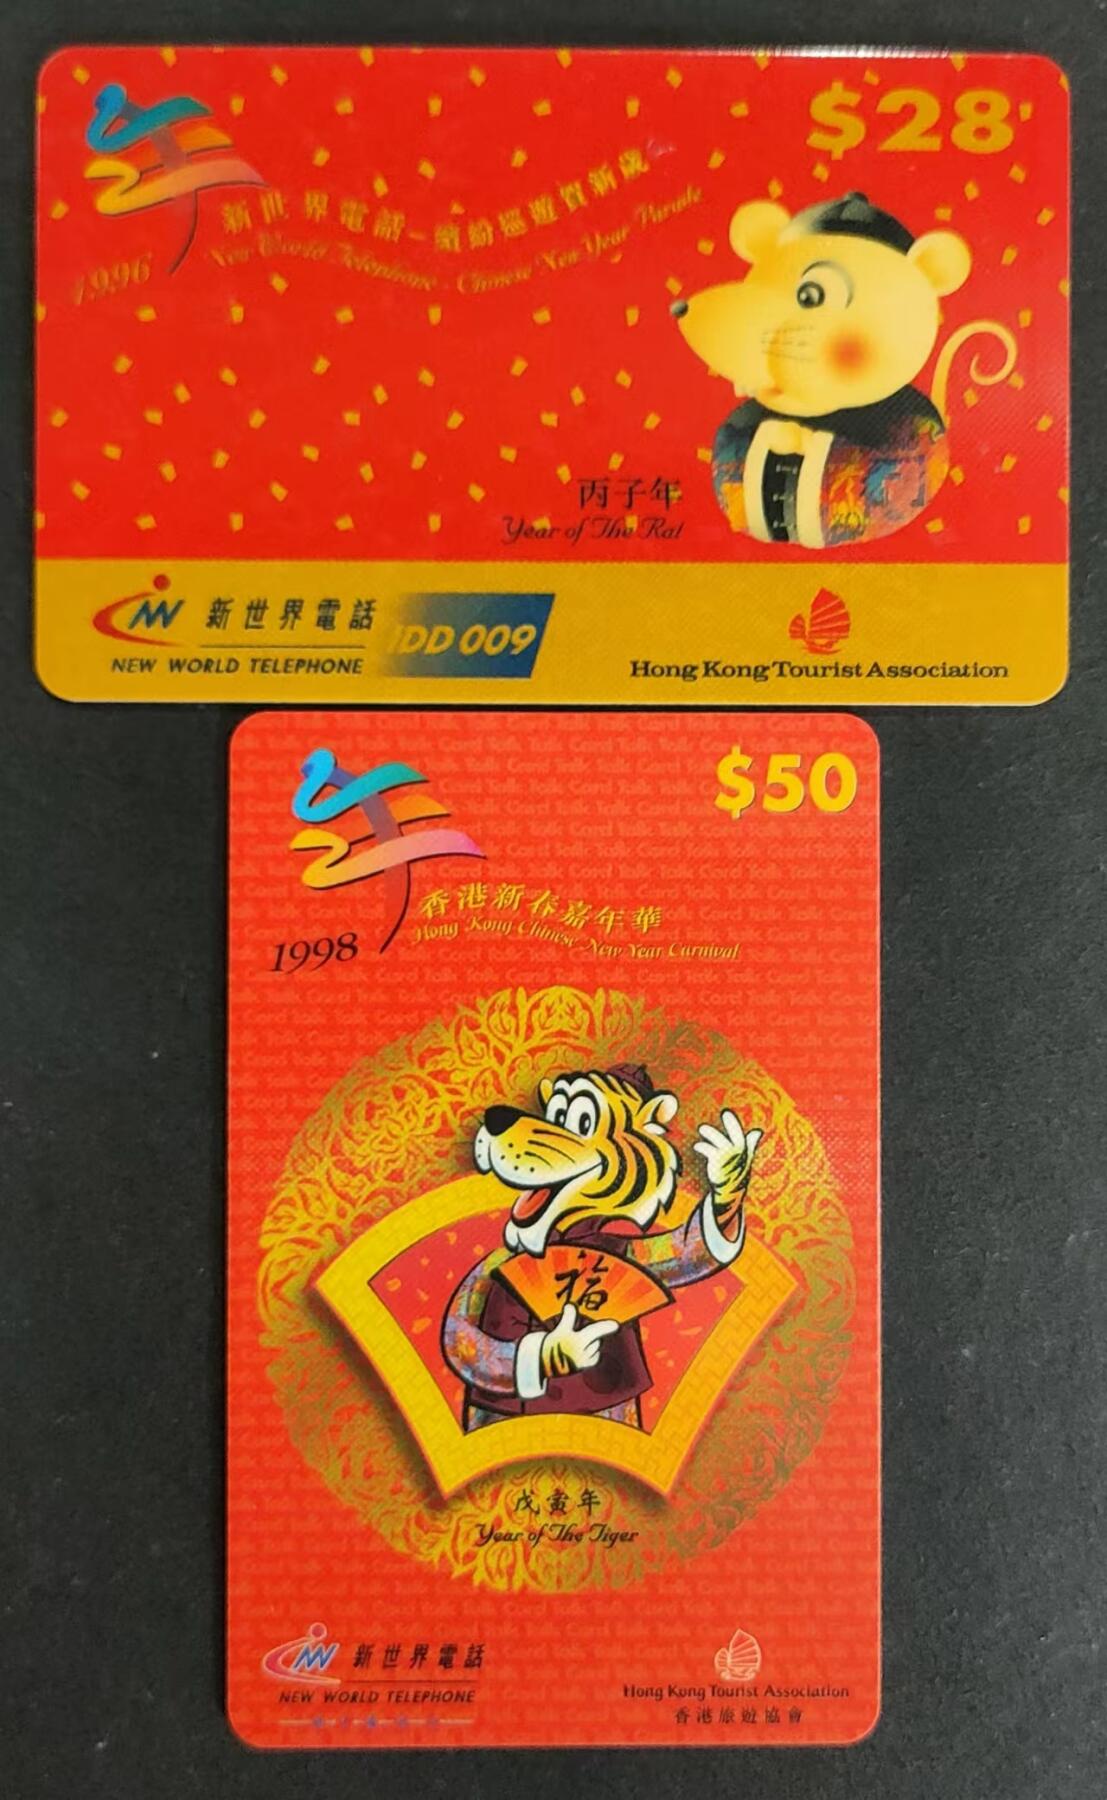 $28
1996
新世界電話-繽紛巡遊賀新歲
New World Telephone - Chinese New Year Parade
年
丙子年
Year of The Rat
新世界電話
NEW WORLD TELEPHONE
IDD 009
Hong Kong Tourist Association
$50
年
1998
香港新春嘉年華
Hong Kong Chinese New Year Carnival
福
戊寅年
Year of The Tiger
新世界電話
NEW WORLD TELEPHONE
Hong Kong Tourist Association
香港旅遊協會